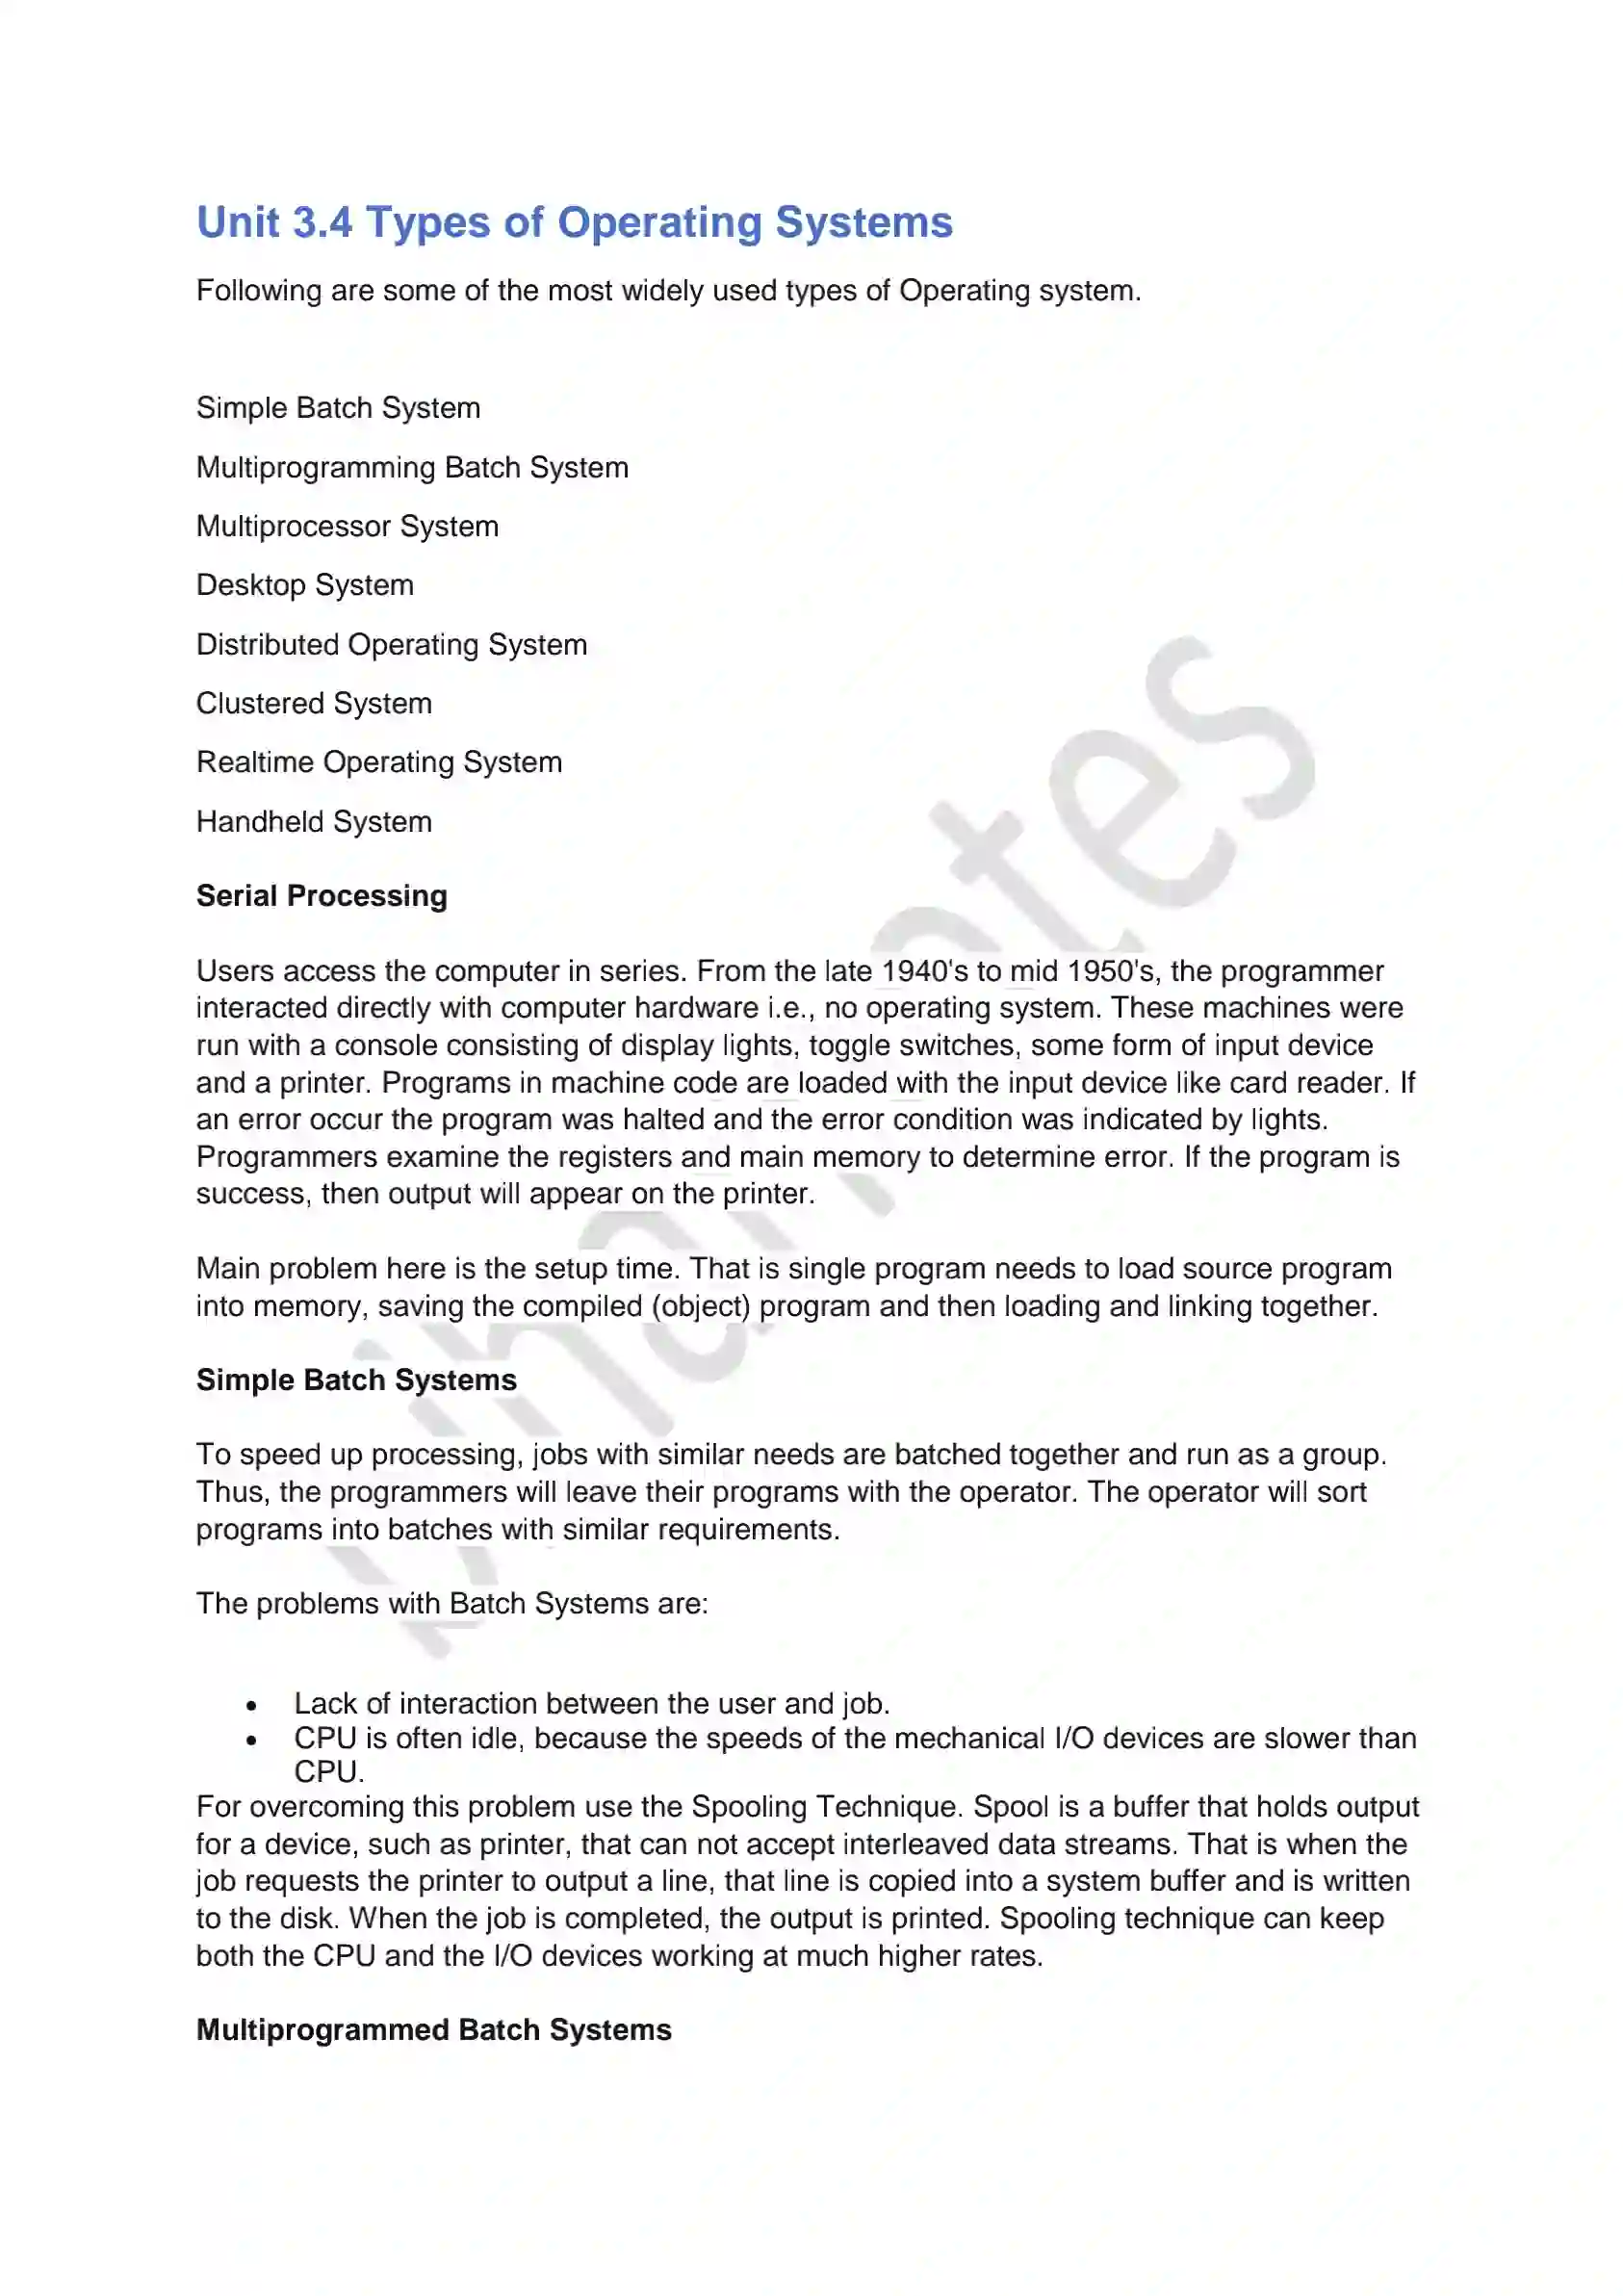 Unit 3.4 Types of Operating Systems
Following are some of the most widely used types of Operating system.
Simple Batch System
Multiprogramming Batch System
Multiprocessor System
Desktop System
Distributed Operating System
Clustered System
Realtime Operating System
Handheld System
Serial Processing
Users access the computer in series. From the late 1940's to mid 1950's, the programmer
interacted directly with computer hardware i.e., no operating system. These machines were
run with a console consisting of display lights, toggle switches, some form of input device
and a printer. Programs in machine code are loaded with the input device like card reader. If
an error occur the program was halted and the error condition was indicated by lights.
Programmers examine the registers and main memory to determine error. If the program is
success, then output will appear on the printer.
Main problem here is the setup time. That is single program needs to load source program
into memory, saving the compiled (object) program and then loading and linking together.
Simple Batch Systems
To speed up processing, jobs with similar needs are batched together and run as a group.
Thus, the programmers will leave their programs with the operator. The operator will sort
programs into batches with similar requirements.
The problems with Batch Systems are:
• Lack of interaction between the user and job.
• CPU is often idle, because the speeds of the mechanical I/O devices are slower than
CPU.
For overcoming this problem use the Spooling Technique. Spool is a buffer that holds output
for a device, such as printer, that can not accept interleaved data streams. That is when the
job requests the printer to output a line, that line is copied into a system buffer and is written
to the disk. When the job is completed, the output is printed. Spooling technique can keep
both the CPU and the I/O devices working at much higher rates.
Multiprogrammed Batch Systems